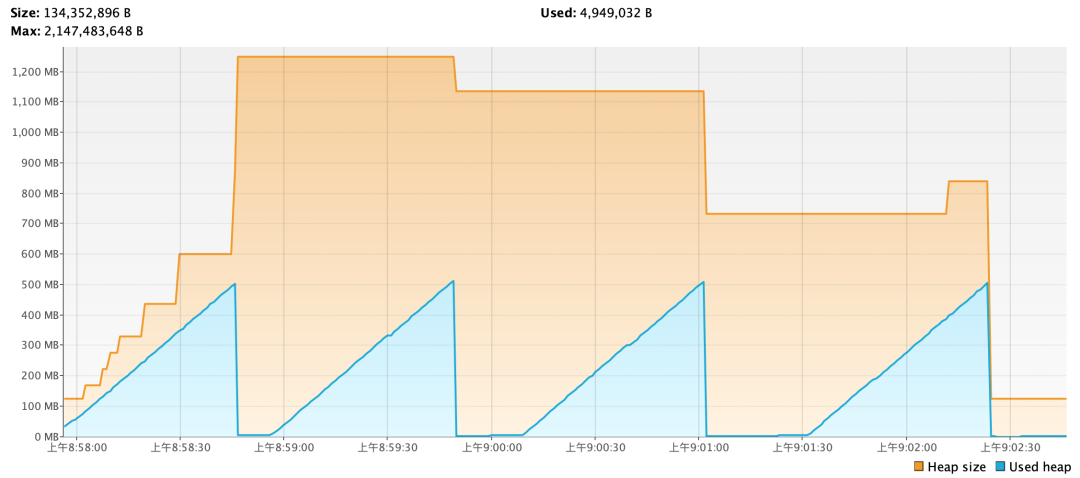 Size: 134,352,896 B
Used: 4,949,032 B
Max: 2,147,483,648 B
1,200 MB
1,100 MB
1,000 MB
900 MB
800 MB
700 MB
600 MB
500 MB
400 MB
300 MB
200 MB
100 MB
0 MB
上午8:58:00
上午8:58:30
上午8:59:00
上午8:59:30
上午9:00:00
上午9:00:30
上午9:01:00
上午9:01:30
上午9:02:00
上午9:02:30
Heap size
Used heap